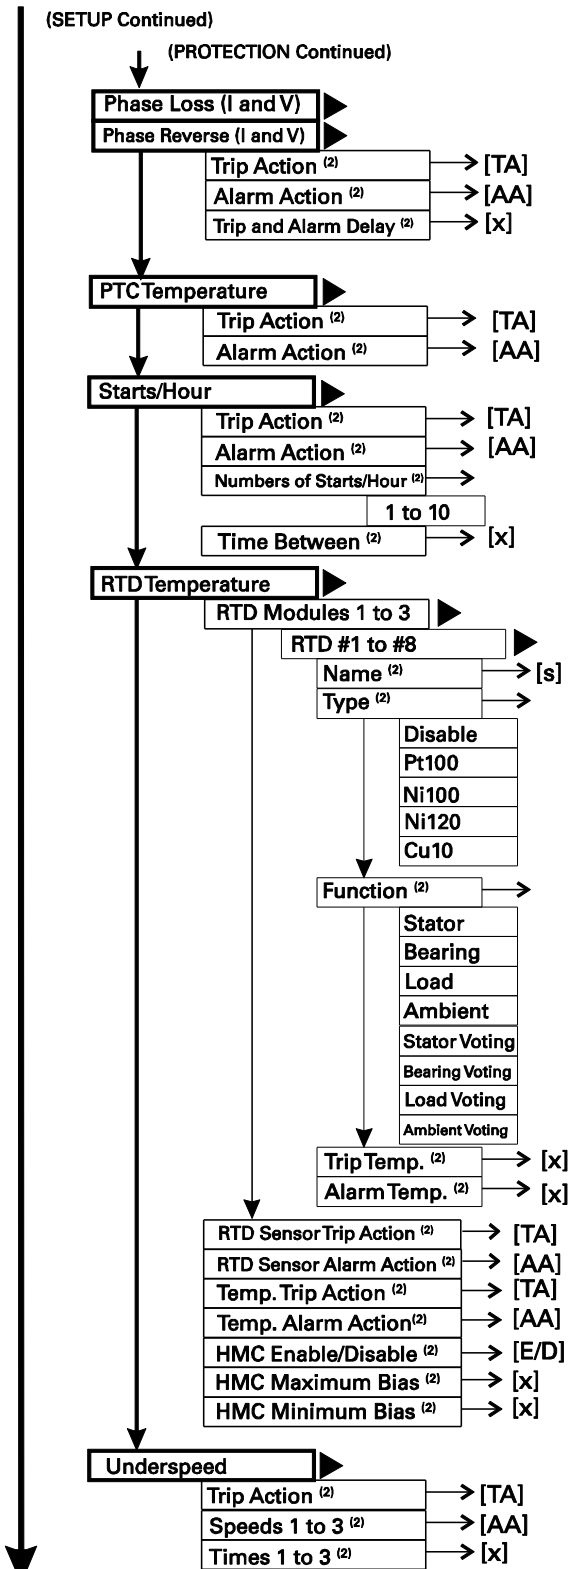 (SETUP Continued)
(PROTECTION Continued)
Phase Loss (I and V)
Phase Reverse (I and V)
Trip Action (2) [TA]
Alarm Action (2) [AA]
Trip and Alarm Delay (2) [x]
PTC Temperature
Trip Action (2) [TA]
Alarm Action (2) [AA]
Starts/Hour
Trip Action (2) [TA]
Alarm Action (2) [AA]
Numbers of Starts/Hour (2)
1 to 10
Time Between (2) [x]
RTD Temperature
RTD Modules 1 to 3
RTD #1 to #8
Name (2) [s]
Type (2)
Disable
Pt100
Ni100
Ni120
Cu10
Function (2)
Stator
Bearing
Load
Ambient
Stator Voting
Bearing Voting
Load Voting
Ambient Voting
Trip Temp. (2) [x]
Alarm Temp. (2) [x]
RTD Sensor Trip Action (2) [TA]
RTD Sensor Alarm Action (2) [AA]
Temp. Trip Action (2) [TA]
Temp. Alarm Action(2) [AA]
HMC Enable/Disable (2) [E/D]
HMC Maximum Bias (2) [x]
HMC Minimum Bias (2) [x]
Underspeed
Trip Action (2) [TA]
Speeds 1 to 3 (2) [AA]
Times 1 to 3 (2) [x]